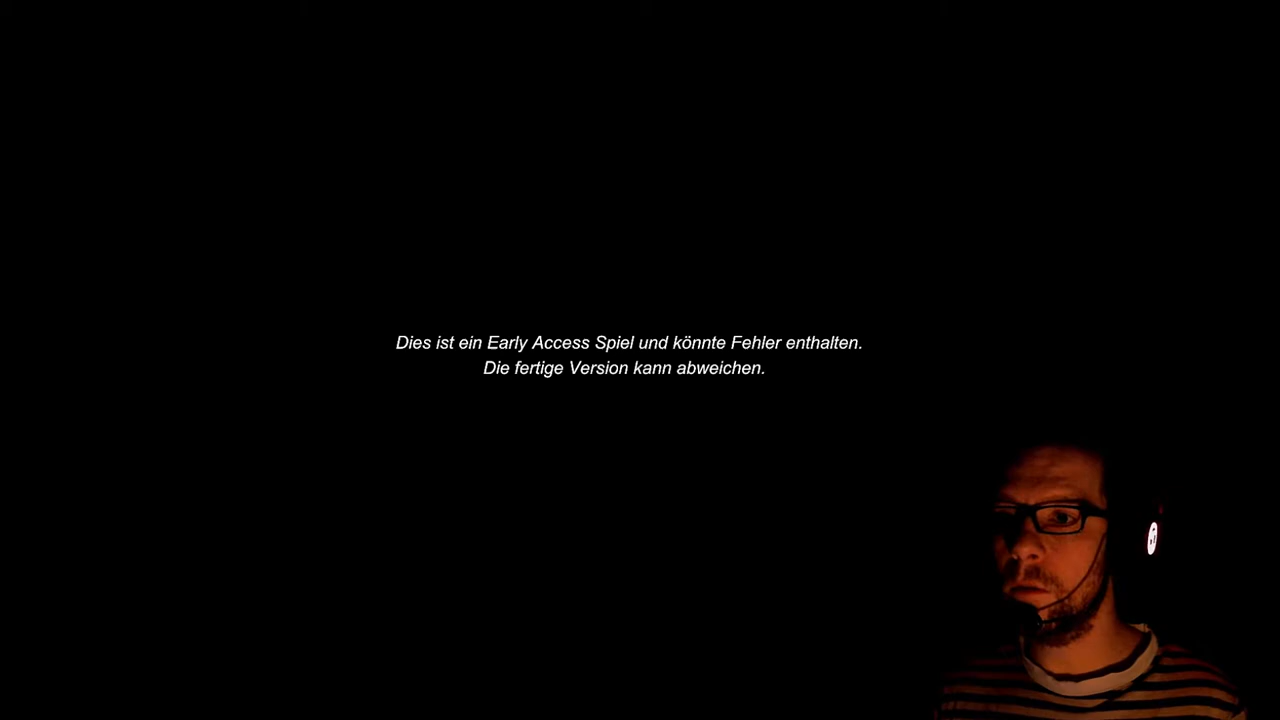 Dies ist ein Early Access Spiel und könnte Fehler enthalten.
Die fertige Version kann abweichen.